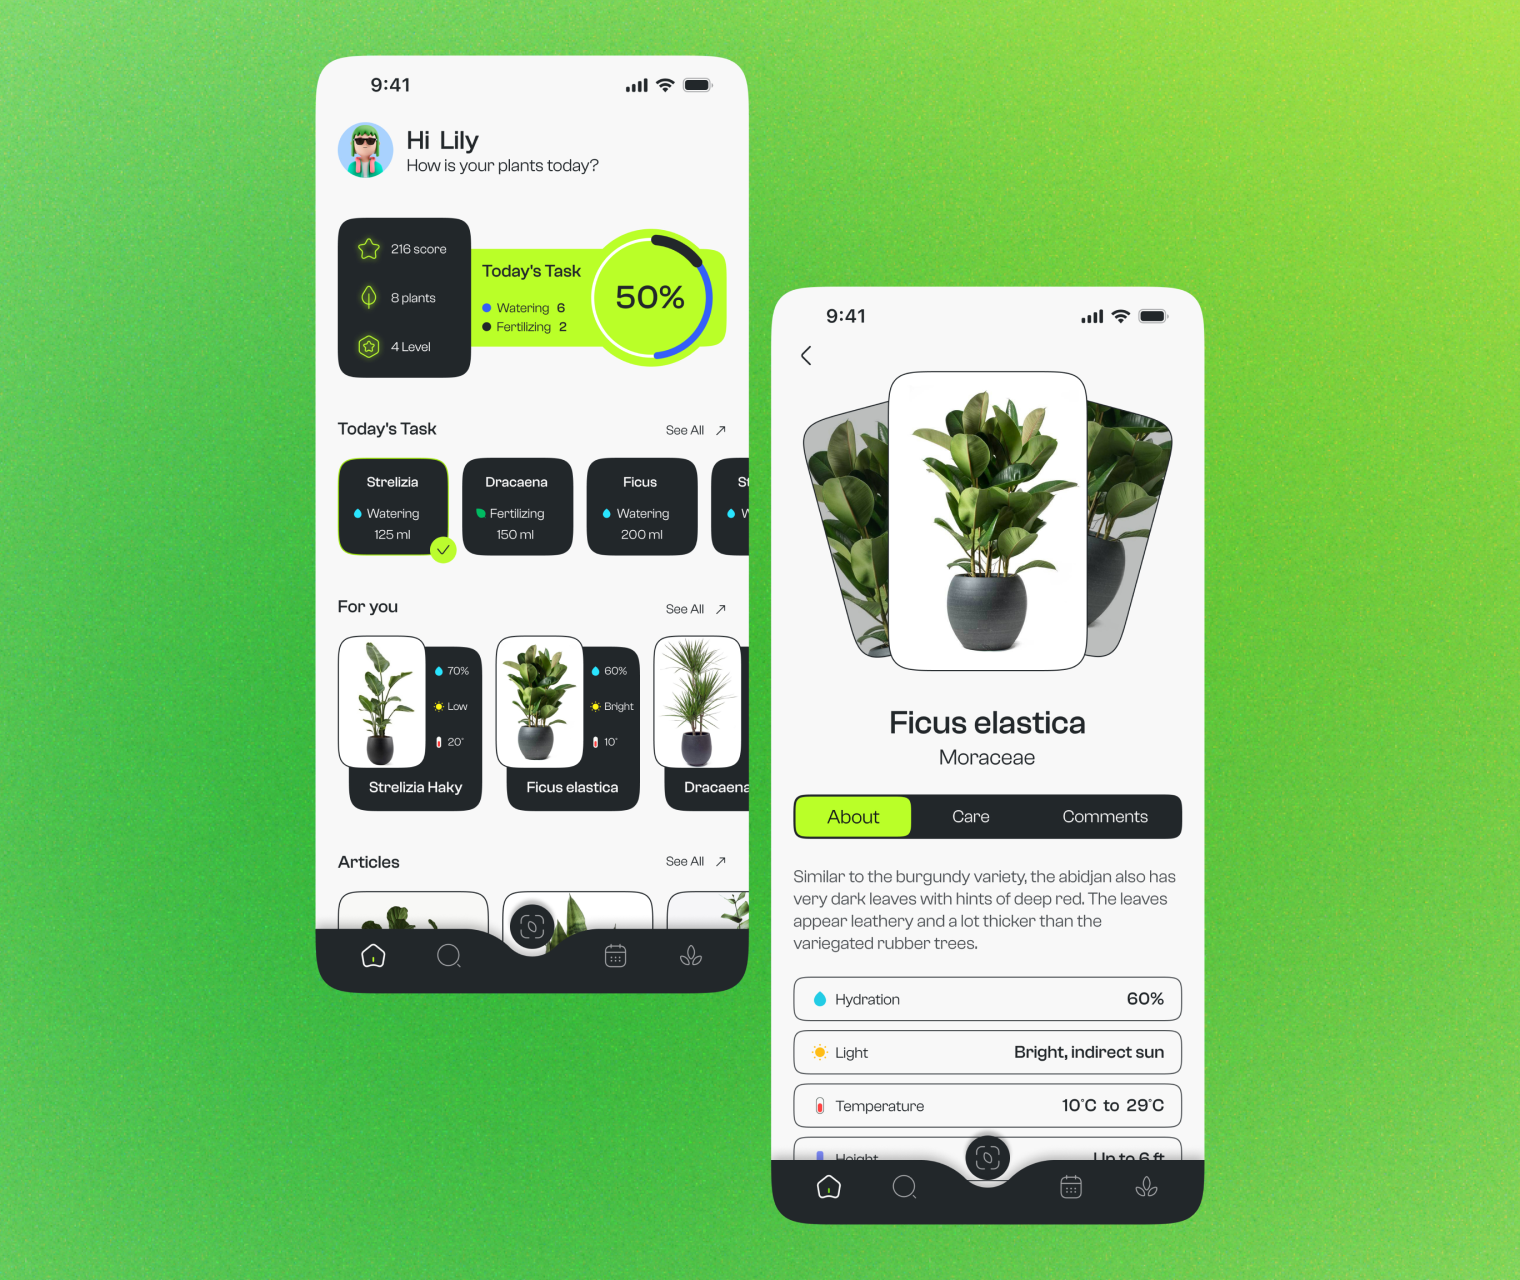 9:41
Hi Lily
How is your plants today?
216 score
8 plants
4 Level
Today's Task
Watering 6
Fertilizing 2
50%
Today's Task
See All
Strelizia
Watering
125 ml
Dracaena
Fertilizing
150 ml
Ficus
Watering
200 ml
St
W
For you
See All
70%
Low
20°
Strelizia Haky
60%
Bright
10°
Ficus elastica
Dracaena
Articles
See All
9:41
Ficus elastica
Moraceae
About
Care
Comments
Similar to the burgundy variety, the abidjan also has
very dark leaves with hints of deep red. The leaves
appear leathery and a lot thicker than the
variegated rubber trees.
Hydration 60%
Light Bright, indirect sun
Temperature 10°C to 29°C
Height Up to 6 ft